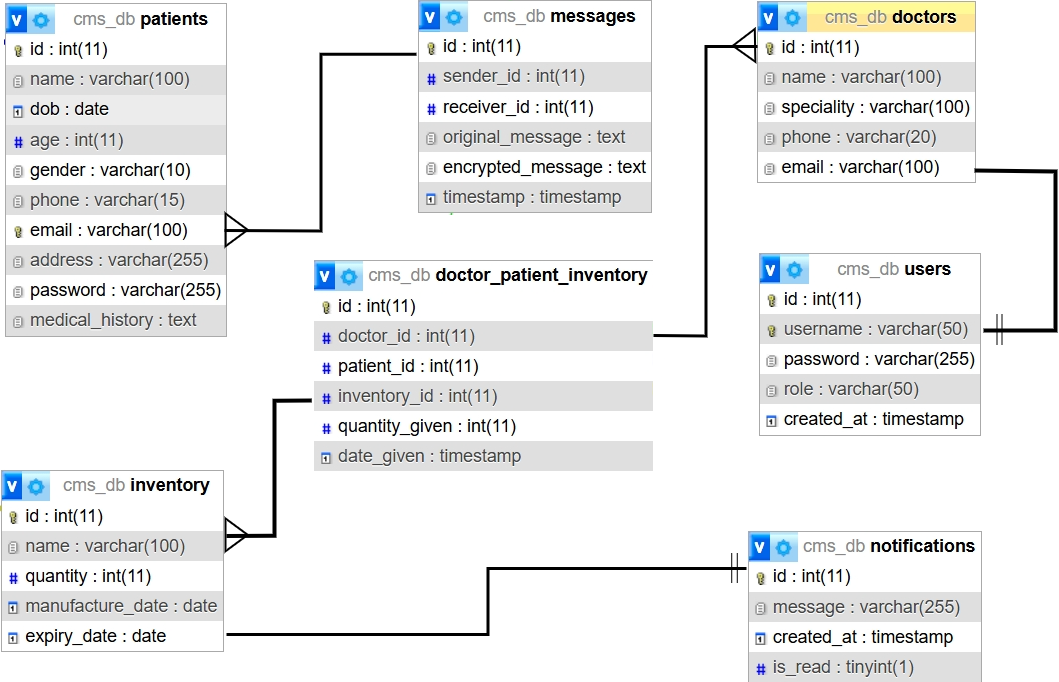 V cms_db patients
id : int(11)
name : varchar(100)
dob : date
# age : int(11)
gender : varchar(10)
phone : varchar(15)
email : varchar(100)
address : varchar(255)
password : varchar(255)
medical_history : text
V cms_db messages
id : int(11)
# sender_id : int(11)
# receiver_id : int(11)
original_message : text
encrypted_message : text
timestamp : timestamp
V cms_db doctors
id : int(11)
name : varchar(100)
speciality : varchar(100)
phone : varchar(20)
email : varchar(100)
V cms_db doctor_patient_inventory
id : int(11)
# doctor_id : int(11)
# patient_id : int(11)
# inventory_id : int(11)
# quantity_given : int(11)
date_given : timestamp
V cms_db users
id : int(11)
username : varchar(50)
password : varchar(255)
role : varchar(50)
created_at : timestamp
V cms_db inventory
id : int(11)
name : varchar(100)
# quantity : int(11)
manufacture_date : date
expiry_date : date
V cms_db notifications
id : int(11)
message : varchar(255)
created_at : timestamp
# is_read : tinyint(1)